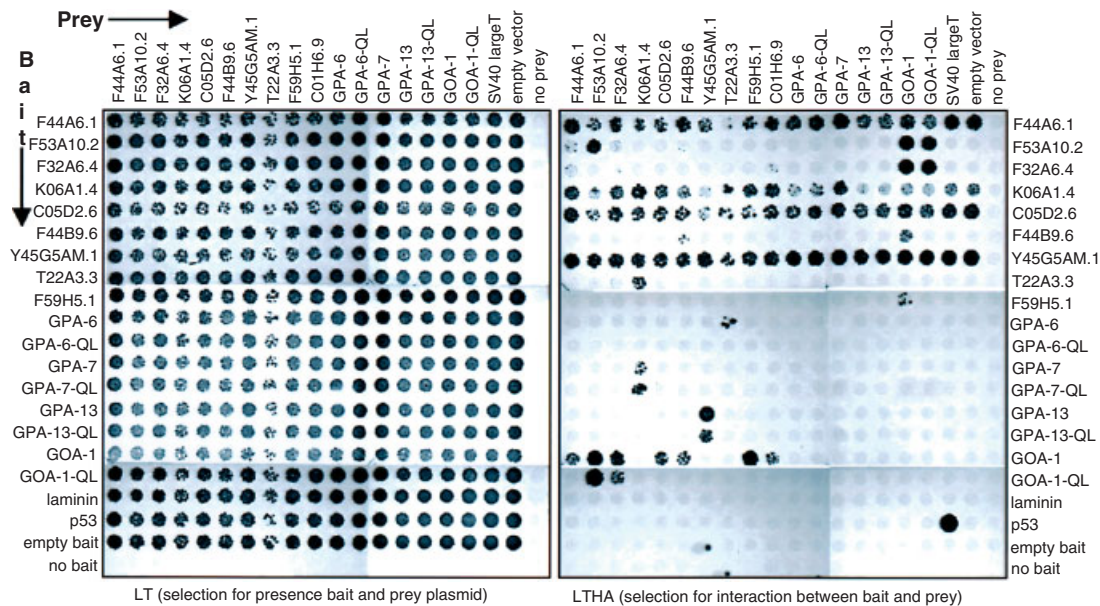 Prey
B
a
i
t
F44A6.1
F53A10.2
F32A6.4
K06A1.4
C05D2.6
F44B9.6
Y45G5AM.1
T22A3.3
F59H5.1
C01H6.9
GPA-6
GPA-6-QL
GPA-7
GPA-13
GPA-13-QL
GOA-1
GOA-1-QL
SV40 largeT
empty vector
no prey
F44A6.1
F53A10.2
F32A6.4
K06A1.4
C05D2.6
F44B9.6
Y45G5AM.1
T22A3.3
F59H5.1
C01H6.9
GPA-6
GPA-6-QL
GPA-7
GPA-13
GPA-13-QL
GOA-1
GOA-1-QL
SV40 largeT
empty vector
no prey
F44A6.1
F53A10.2
F32A6.4
K06A1.4
C05D2.6
F44B9.6
Y45G5AM.1
T22A3.3
F59H5.1
GPA-6
GPA-6-QL
GPA-7
GPA-7-QL
GPA-13
GPA-13-QL
GOA-1
GOA-1-QL
laminin
p53
empty bait
no bait
F44A6.1
F53A10.2
F32A6.4
K06A1.4
C05D2.6
F44B9.6
Y45G5AM.1
T22A3.3
F59H5.1
GPA-6
GPA-6-QL
GPA-7
GPA-7-QL
GPA-13
GPA-13-QL
GOA-1
GOA-1-QL
laminin
p53
empty bait
no bait
LT (selection for presence bait and prey plasmid)
LTHA (selection for interaction between bait and prey)